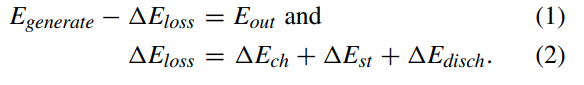 E_generate − ΔE_loss = E_out and (1)
ΔE_loss = ΔE_ch + ΔE_st + ΔE_disch. (2)